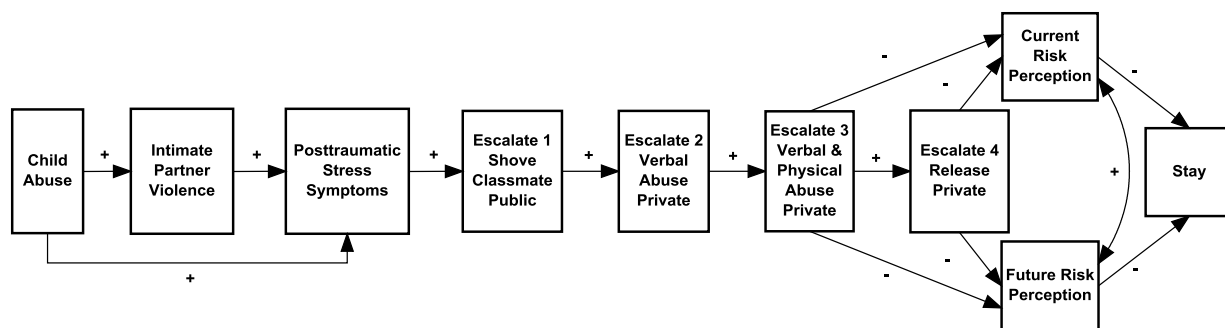 Child
Abuse
+
Intimate
Partner
Violence
+
Posttraumatic
Stress
Symptoms
+
+
Escalate 1
Shove
Classmate
Public
+
Escalate 2
Verbal
Abuse
Private
+
Escalate 3
Verbal &
Physical
Abuse
Private
+
Escalate 4
Release
Private
-
-
-
-
Current
Risk
Perception
-
+
Future Risk
Perception
-
Stay